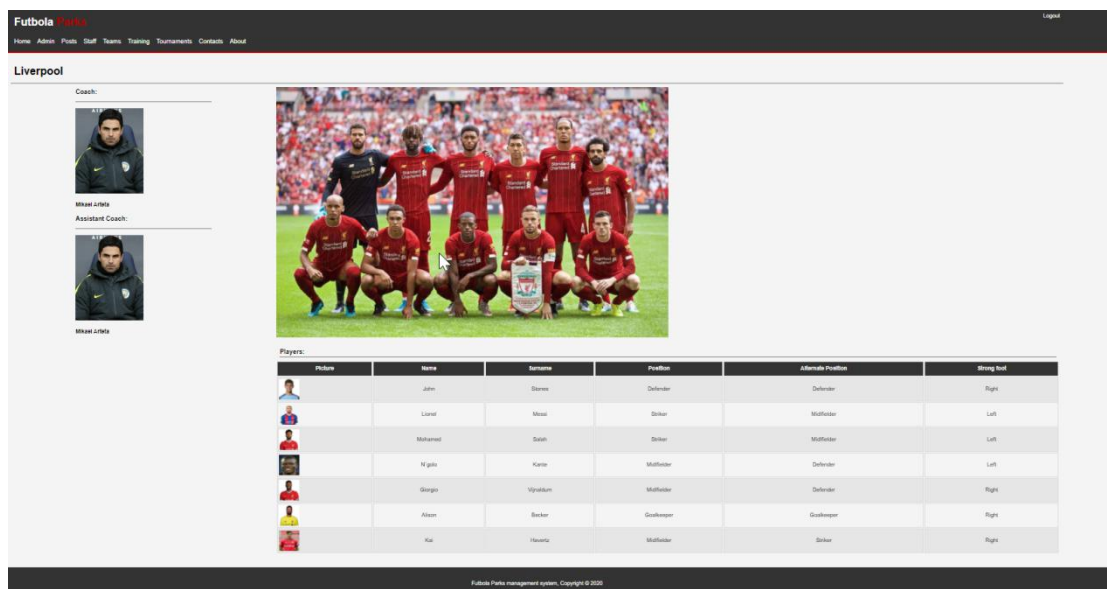 Futbola Parks
Logout
Home Admin Posts Staff Teams Training Tournaments Contacts About
Liverpool
Coach:
Mikael Arteta
Assistant Coach:
Mikael Arteta
Players:
Picture Name Surname Position Alternate Position Strong foot
John Stones Defender Defender Right
Lionel Messi Striker Midfielder Left
Mohamed Salah Striker Midfielder Left
N'golo Kante Midfielder Defender Left
Giorgio Vijnaldum Midfielder Defender Right
Alison Becker Goalkeeper Goalkeeper Right
Kai Havertz Midfielder Striker Right
Futbola Parks management system, Copyright © 2020